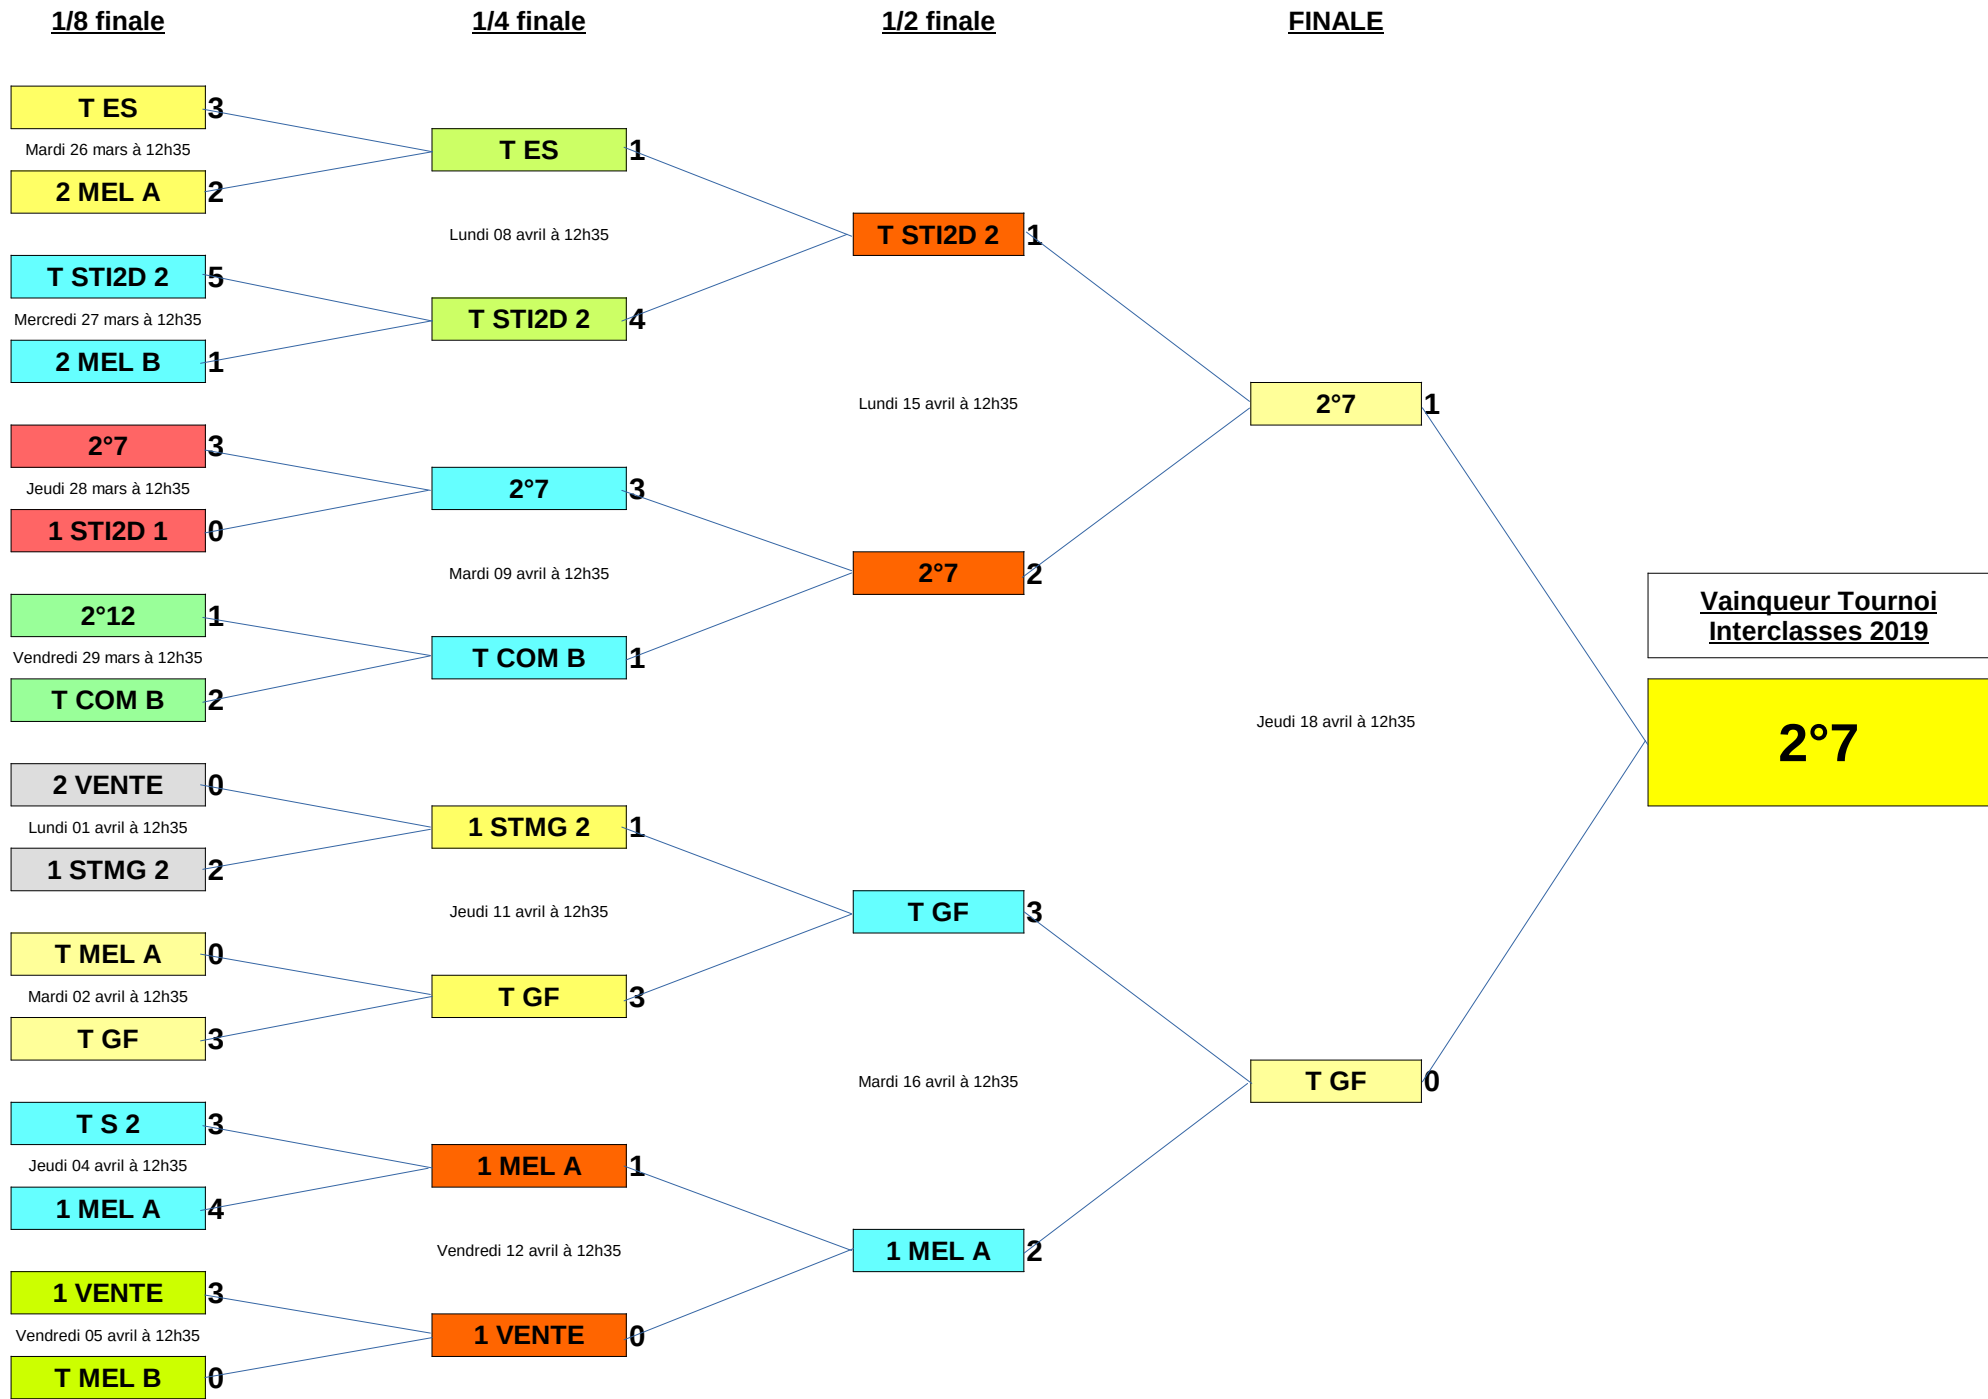 1/8 finale
1/4 finale
1/2 finale
FINALE
T ES 3
Mardi 26 mars à 12h35
2 MEL A 2
T STI2D 2 5
Mercredi 27 mars à 12h35
2 MEL B 1
2°7 3
Jeudi 28 mars à 12h35
1 STI2D 1 0
2°12 1
Vendredi 29 mars à 12h35
T COM B 2
2 VENTE 0
Lundi 01 avril à 12h35
1 STMG 2 2
T MEL A 0
Mardi 02 avril à 12h35
T GF 3
T S 2 3
Jeudi 04 avril à 12h35
1 MEL A 4
1 VENTE 3
Vendredi 05 avril à 12h35
T MEL B 0
T ES 1
Lundi 08 avril à 12h35
T STI2D 2 4
2°7 3
Mardi 09 avril à 12h35
T COM B 1
1 STMG 2 1
Jeudi 11 avril à 12h35
T GF 3
1 MEL A 1
Vendredi 12 avril à 12h35
1 VENTE 0
T STI2D 2 1
Lundi 15 avril à 12h35
2°7 2
T GF 3
Mardi 16 avril à 12h35
1 MEL A 2
2°7 1
Jeudi 18 avril à 12h35
T GF 0
Vainqueur Tournoi
Interclasses 2019
2°7